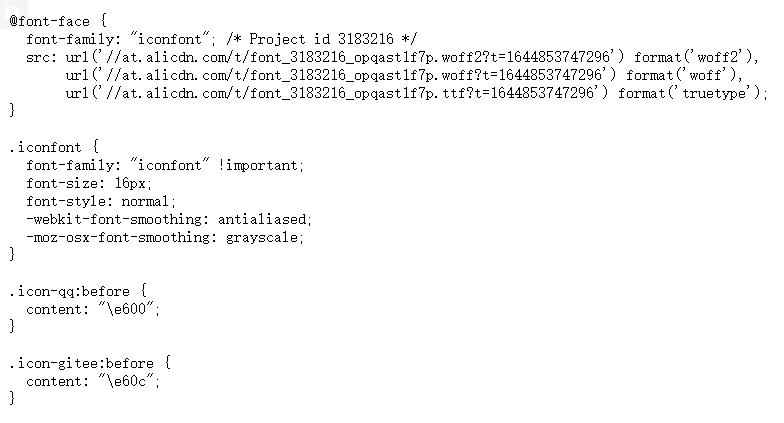 @font-face {
  font-family: "iconfont"; /* Project id 3183216 */
  src: url('//at.alicdn.com/t/font_3183216_opqast1f7p.woff2?t=1644853747296') format('woff2'),
       url('//at.alicdn.com/t/font_3183216_opqast1f7p.woff?t=1644853747296') format('woff'),
       url('//at.alicdn.com/t/font_3183216_opqast1f7p.ttf?t=1644853747296') format('truetype');
}

.iconfont {
  font-family: "iconfont" !important;
  font-size: 16px;
  font-style: normal;
  -webkit-font-smoothing: antialiased;
  -moz-osx-font-smoothing: grayscale;
}

.icon-qq:before {
  content: "\e600";
}

.icon-gitee:before {
  content: "\e60c";
}